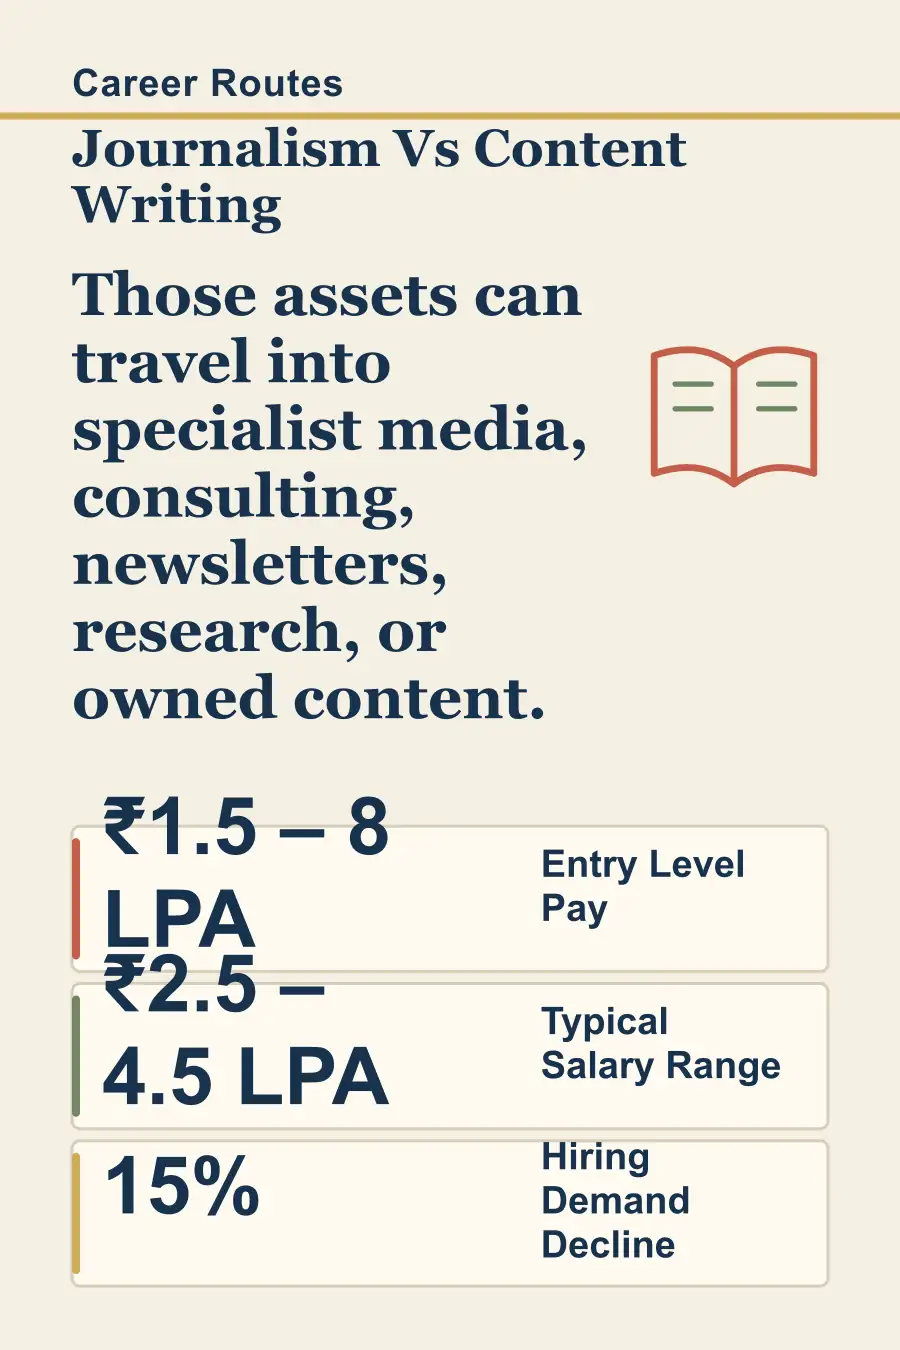 Career Routes
Journalism Vs Content
Writing
Those assets can
travel into
specialist media,
consulting,
newsletters,
research, or
owned content.
₹1.5 – 8
LPA
Entry Level
Pay
₹2.5 –
4.5 LPA
Typical
Salary Range
15%
Hiring
Demand
Decline